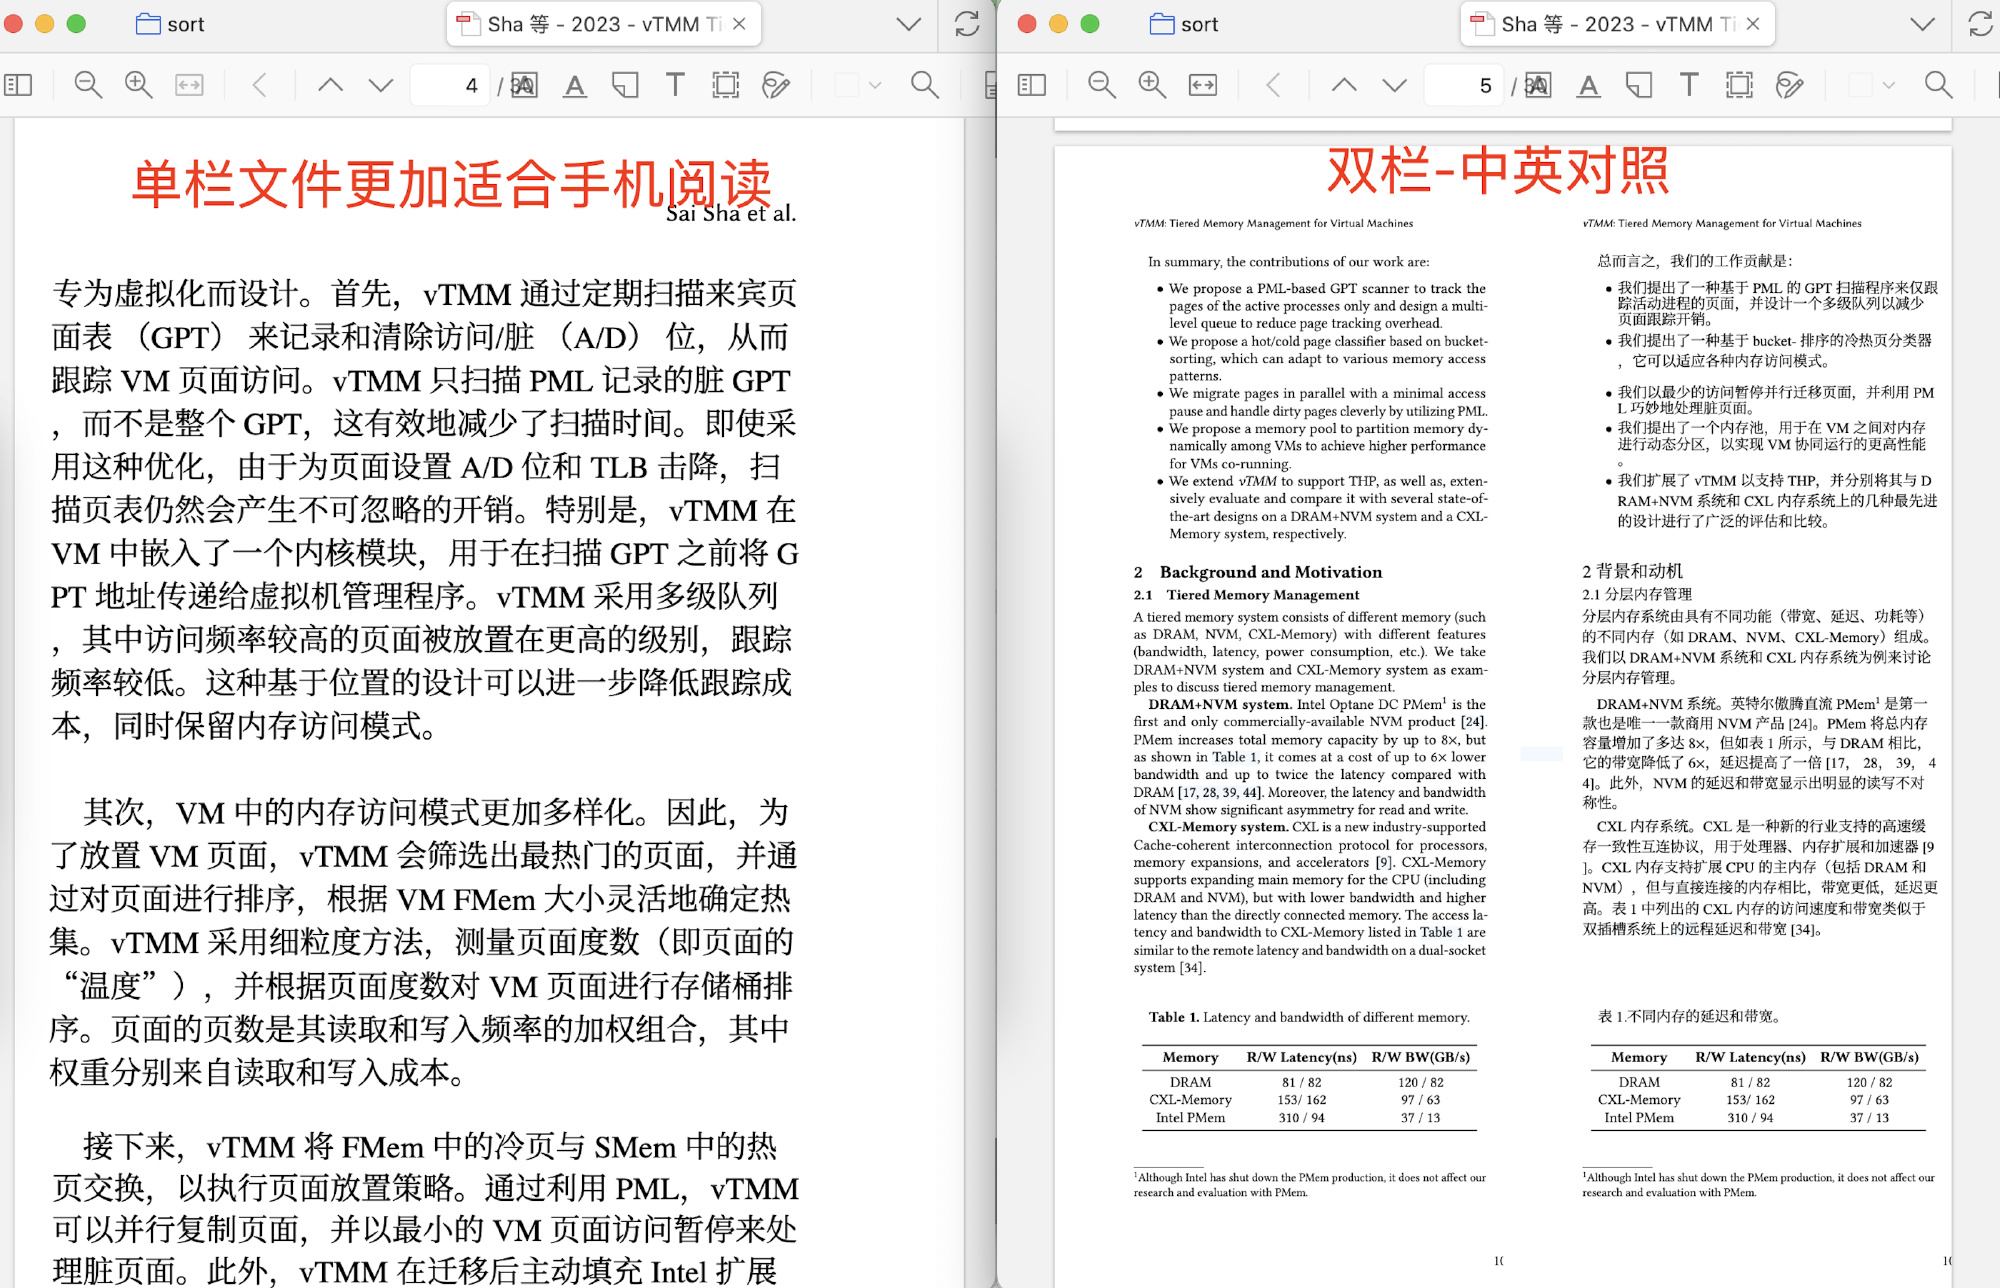 sort
Sha 等 - 2023 - vTMM Ti
4 / 30
单栏文件更加适合手机阅读
Sai Sha et al.
专为虚拟化而设计。首先，vTMM 通过定期扫描来宾页
面表 （GPT） 来记录和清除访问/脏 （A/D） 位，从而
跟踪 VM 页面访问。vTMM 只扫描 PML 记录的脏 GPT
，而不是整个 GPT，这有效地减少了扫描时间。即使采
用这种优化，由于为页面设置 A/D 位和 TLB 击降，扫
描页表仍然会产生不可忽略的开销。特别是，vTMM 在
VM 中嵌入了一个内核模块，用于在扫描 GPT 之前将 G
PT 地址传递给虚拟机管理程序。vTMM 采用多级队列
，其中访问频率较高的页面被放置在更高的级别，跟踪
频率较低。这种基于位置的设计可以进一步降低跟踪成
本，同时保留内存访问模式。
其次，VM 中的内存访问模式更加多样化。因此，为
了放置 VM 页面，vTMM 会筛选出最热门的页面，并通
过对页面进行排序，根据 VM FMem 大小灵活地确定热
集。vTMM 采用细粒度方法，测量页面度数（即页面的
“温度”），并根据页面度数对 VM 页面进行存储桶排
序。页面的页数是其读取和写入频率的加权组合，其中
权重分别来自读取和写入成本。
接下来，vTMM 将 FMem 中的冷页与 SMem 中的热
页交换，以执行页面放置策略。通过利用 PML，vTMM
可以并行复制页面，并以最小的 VM 页面访问暂停来处
理脏页面。此外，vTMM 在迁移后主动填充 Intel 扩展
sort
Sha 等 - 2023 - vTMM Ti
5 / 30
双栏-中英对照
vTMM: Tiered Memory Management for Virtual Machines
In summary, the contributions of our work are:
• We propose a PML-based GPT scanner to track the
pages of the active processes only and design a multi-
level queue to reduce page tracking overhead.
• We propose a hot/cold page classifier based on bucket-
sorting, which can adapt to various memory access
patterns.
• We migrate pages in parallel with a minimal access
pause and handle dirty pages cleverly by utilizing PML.
• We propose a memory pool to partition memory dy-
namically among VMs to achieve higher performance
for VMs co-running.
• We extend vTMM to support THP, as well as, exten-
sively evaluate and compare it with several state-of-
the-art designs on a DRAM+NVM system and a CXL-
Memory system, respectively.
2 Background and Motivation
2.1 Tiered Memory Management
A tiered memory system consists of different memory (such
as DRAM, NVM, CXL-Memory) with different features
(bandwidth, latency, power consumption, etc.). We take
DRAM+NVM system and CXL-Memory system as exam-
ples to discuss tiered memory management.
DRAM+NVM system. Intel Optane DC PMem¹ is the
first and only commercially-available NVM product [24].
PMem increases total memory capacity by up to 8×, but
as shown in Table 1, it comes at a cost of up to 6× lower
bandwidth and up to twice the latency compared with
DRAM [17, 28, 39, 44]. Moreover, the latency and bandwidth
of NVM show significant asymmetry for read and write.
CXL-Memory system. CXL is a new industry-supported
Cache-coherent interconnection protocol for processors,
memory expansions, and accelerators [9]. CXL-Memory
supports expanding main memory for the CPU (including
DRAM and NVM), but with lower bandwidth and higher
latency than the directly connected memory. The access la-
tency and bandwidth to CXL-Memory listed in Table 1 are
similar to the remote latency and bandwidth on a dual-socket
system [34].
Table 1. Latency and bandwidth of different memory.
Memory R/W Latency(ns) R/W BW(GB/s)
DRAM 81 / 82 120 / 82
CXL-Memory 153/ 162 97 / 63
Intel PMem 310 / 94 37 / 13
¹Although Intel has shut down the PMem production, it does not affect our
research and evaluation with PMem.
vTMM: Tiered Memory Management for Virtual Machines
总而言之，我们的工作贡献是：
• 我们提出了一种基于 PML 的 GPT 扫描程序来仅跟
踪活动进程的页面，并设计一个多级队列以减少
页面跟踪开销。
• 我们提出了一种基于 bucket- 排序的冷热页分类器
，它可以适应各种内存访问模式。
• 我们以最少的访问暂停并行迁移页面，并利用 PM
L 巧妙地处理脏页面。
• 我们提出了一个内存池，用于在 VM 之间对内存
进行动态分区，以实现 VM 协同运行的更高性能
。
• 我们扩展了 vTMM 以支持 THP，并分别将其与 D
RAM+NVM 系统和 CXL 内存系统上的几种最先进
的设计进行了广泛的评估和比较。
2 背景和动机
2.1 分层内存管理
分层内存系统由具有不同功能（带宽、延迟、功耗等）
的不同内存（如 DRAM、NVM、CXL-Memory）组成。
我们以 DRAM+NVM 系统和 CXL 内存系统为例来讨论
分层内存管理。
DRAM+NVM 系统。英特尔傲腾直流 PMem¹ 是第一
款也是唯一一款商用 NVM 产品 [24]。PMem 将总内存
容量增加了多达 8×，但如表 1 所示，与 DRAM 相比，
它的带宽降低了 6×，延迟提高了一倍 [17， 28， 39， 4
4]。此外，NVM 的延迟和带宽显示出明显的读写不对
称性。
CXL 内存系统。CXL 是一种新的行业支持的高速缓
存一致性互连协议，用于处理器、内存扩展和加速器 [9
]。CXL 内存支持扩展 CPU 的主内存（包括 DRAM 和
NVM），但与直接连接的内存相比，带宽更低，延迟更
高。表 1 中列出的 CXL 内存的访问速度和带宽类似于
双插槽系统上的远程延迟和带宽 [34]。
表 1.不同内存的延迟和带宽。
Memory R/W Latency(ns) R/W BW(GB/s)
DRAM 81 / 82 120 / 82
CXL-Memory 153/ 162 97 / 63
Intel PMem 310 / 94 37 / 13
¹Although Intel has shut down the PMem production, it does not affect our
research and evaluation with PMem.